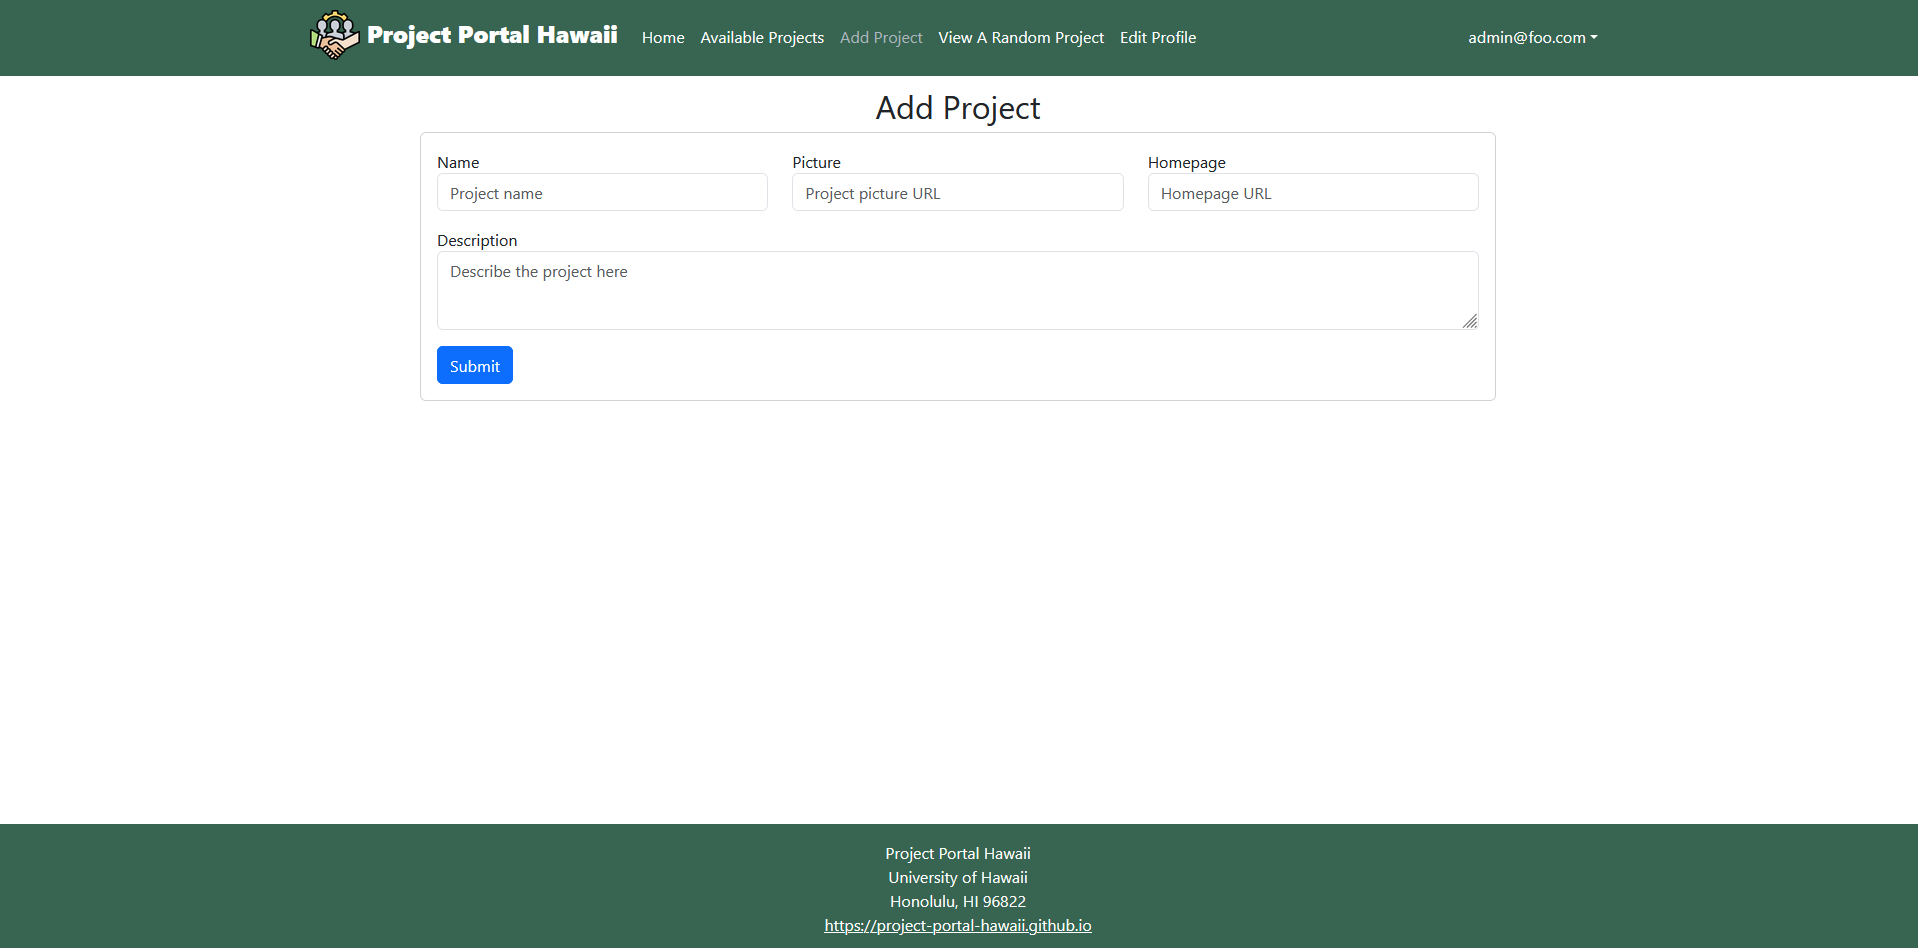 Project Portal Hawaii Home Available Projects Add Project View A Random Project Edit Profile admin@foo.com
Add Project
Name Picture Homepage
Project name Project picture URL Homepage URL
Description
Describe the project here
Submit
Project Portal Hawaii
University of Hawaii
Honolulu, HI 96822
https://project-portal-hawaii.github.io